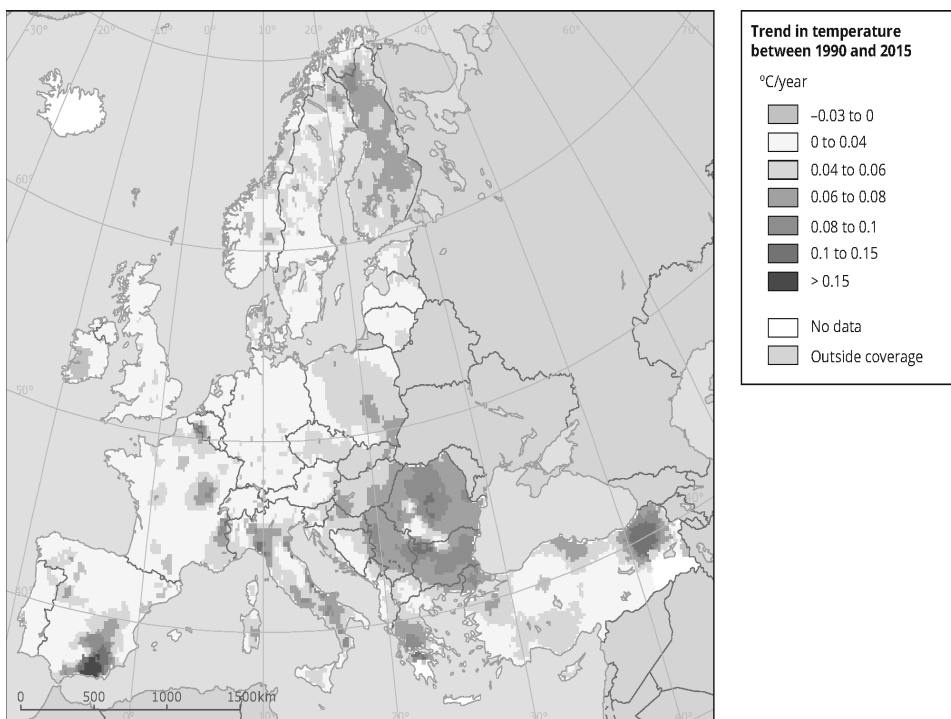 -30°
-20°
-10°
0°
10°
20°
30°
60°
70°
60°
50°
40°
40°
0
500
1000
1500km
0°
20°
30°
40°
Trend in temperature
between 1990 and 2015
ºC/year
–0.03 to 0
0 to 0.04
0.04 to 0.06
0.06 to 0.08
0.08 to 0.1
0.1 to 0.15
> 0.15
No data
Outside coverage